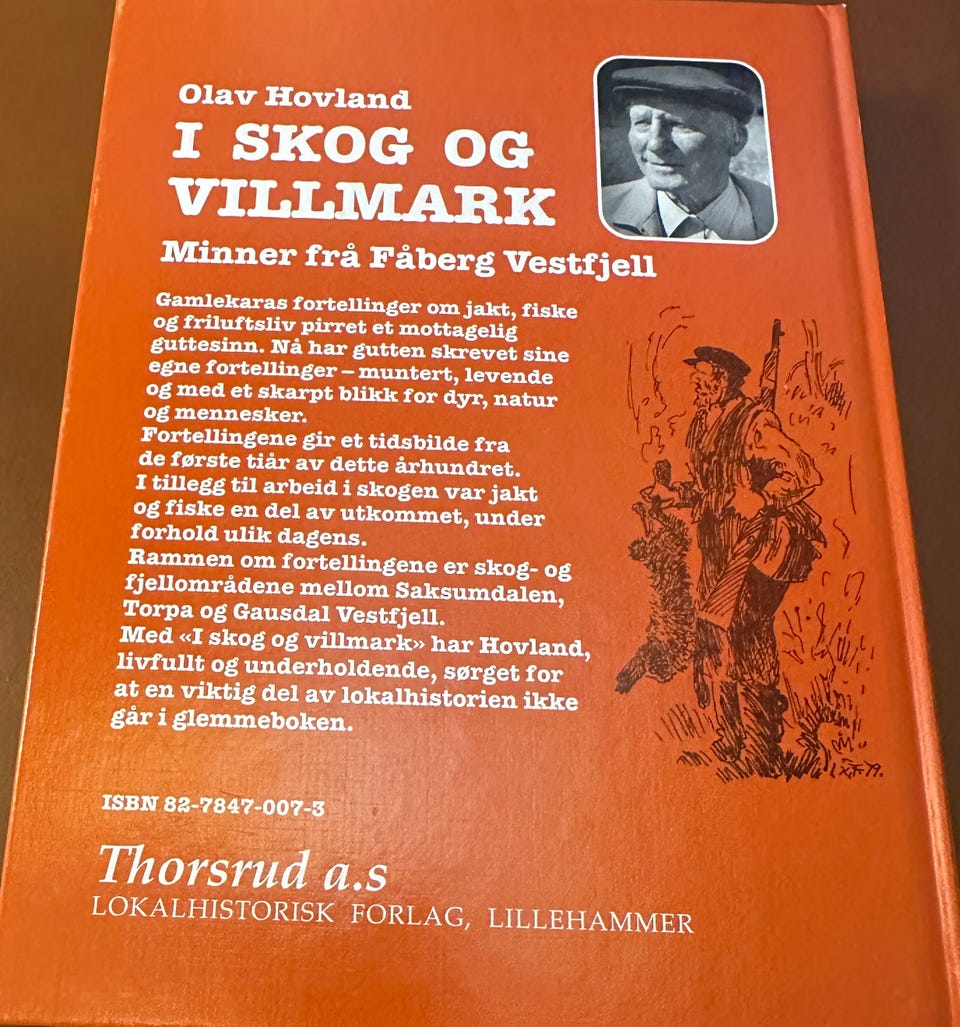 Olav Hovland
I SKOG OG
VILLMARK
Minner frå Fåberg Vestfjell
Gamlekaras fortellinger om jakt, fiske
og friluftsliv pirret et mottagelig
guttesinn. Nå har gutten skrevet sine
egne fortellinger – muntert, levende
og med et skarpt blikk for dyr, natur
og mennesker.
Fortellingene gir et tidsbilde fra
de første tiår av dette århundret.
I tillegg til arbeid i skogen var jakt
og fiske en del av utkommet, under
forhold ulik dagens.
Rammen om fortellingene er skog- og
fjellområdene mellom Saksumdalen,
Torpa og Gausdal Vestfjell.
Med «I skog og villmark» har Hovland,
livfullt og underholdende, sørget for
at en viktig del av lokalhistorien ikke
går i glemmeboken.
ISBN 82-7847-007-3
Thorsrud a.s
LOKALHISTORISK FORLAG, LILLEHAMMER